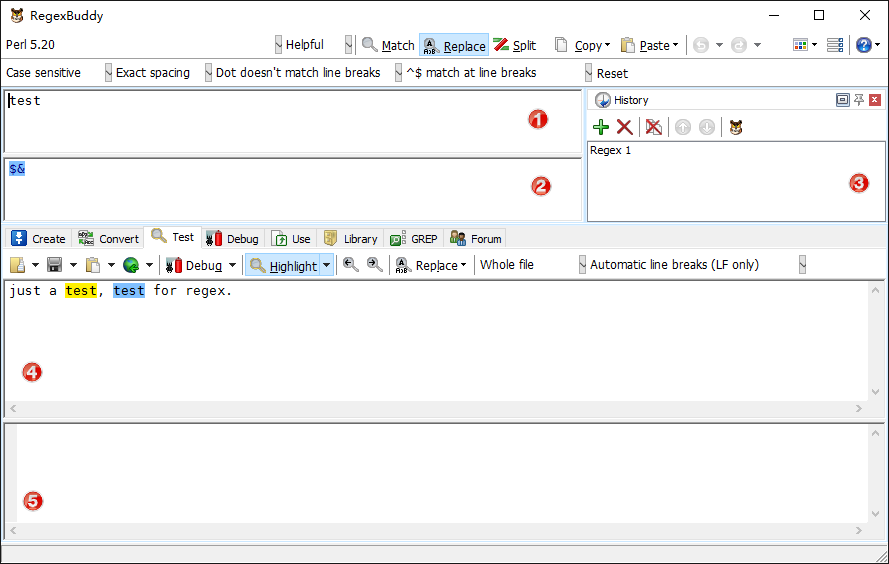 RegexBuddy
Perl 5.20 Helpful Match Replace Split Copy Paste
Case sensitive Exact spacing Dot doesn't match line breaks ^$ match at line breaks Reset
test
1
$&
2
History
Regex 1
3
Create Convert Test Debug Use Library GREP Forum
Debug Highlight Replace Whole file Automatic line breaks (LF only)
just a test, test for regex.
4
5